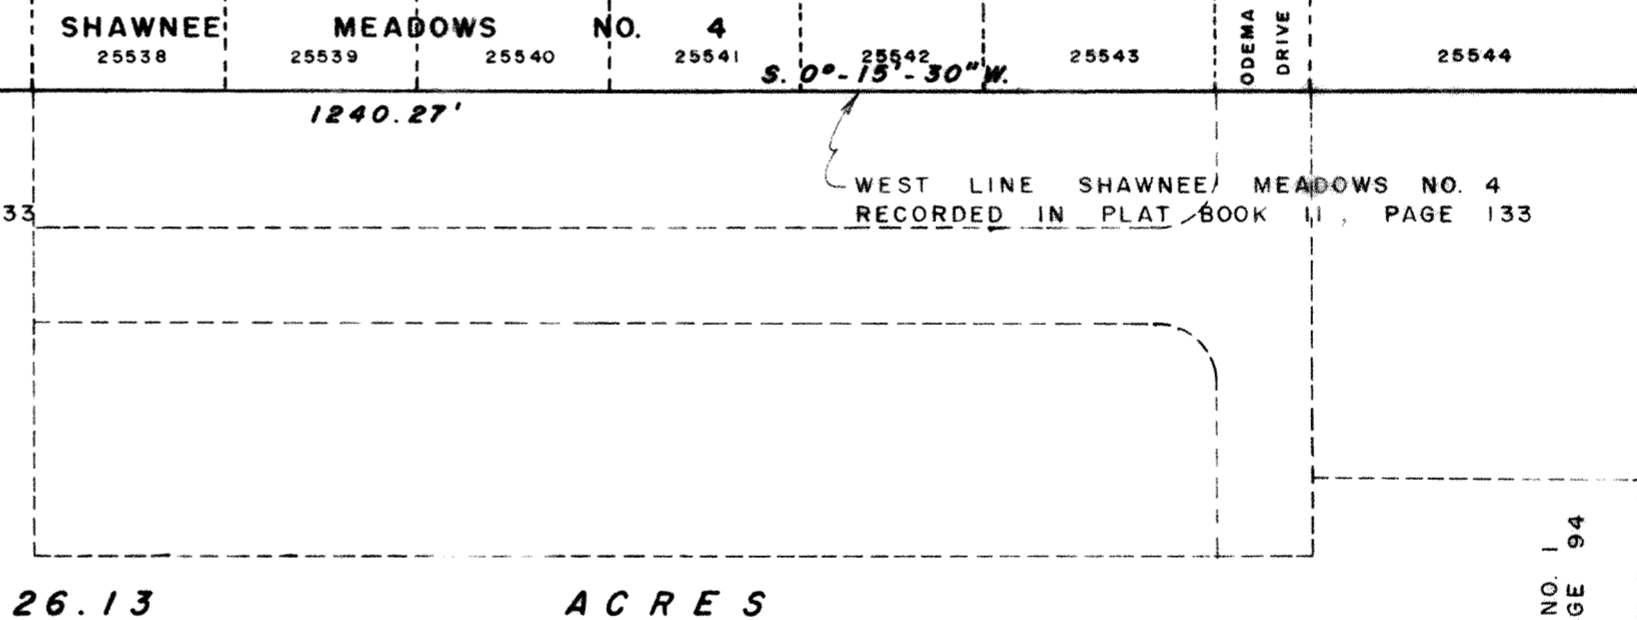 SHAWNEE MEADOWS NO. 4
25538 25539 25540 25541 25542 25543 25544
ODEMA
DRIVE
S. 0°-15'-30" W.
1240.27'
WEST LINE SHAWNEE MEADOWS NO. 4
RECORDED IN PLAT BOOK 11, PAGE 133
33
26.13 ACRES
NO. 1
GE 94